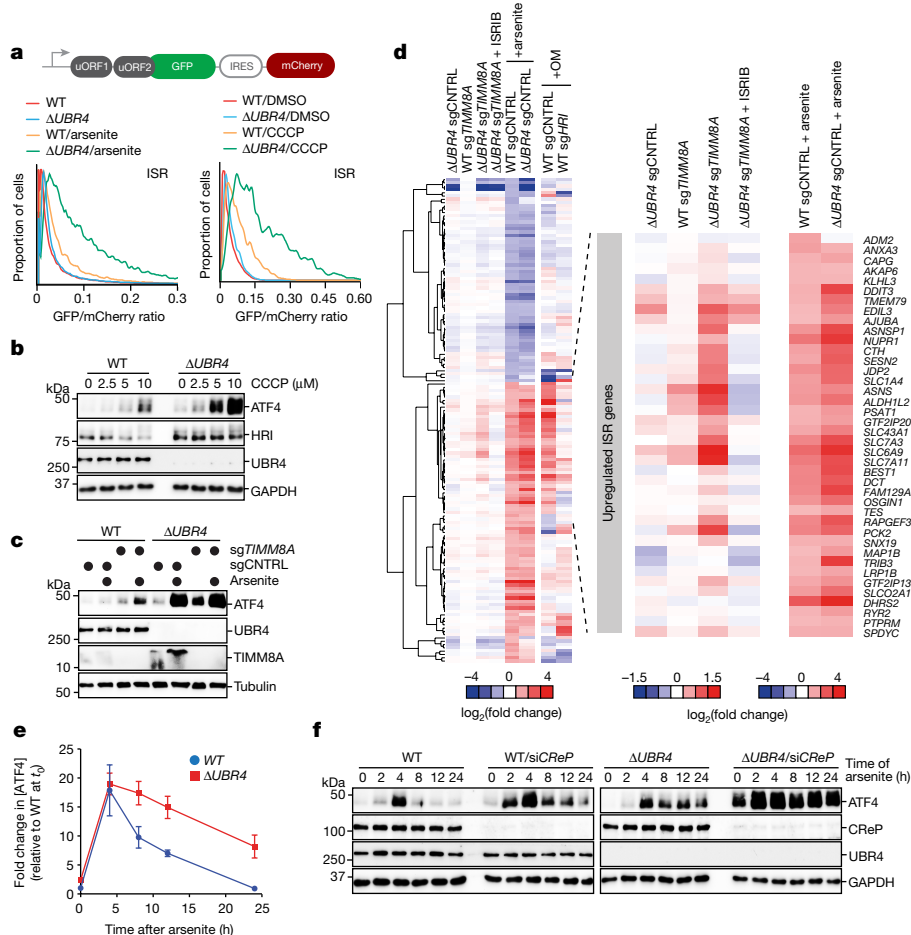 a
uORF1 uORF2 GFP IRES mCherry
WT
ΔUBR4
WT/arsenite
ΔUBR4/arsenite
WT/DMSO
ΔUBR4/DMSO
WT/CCCP
ΔUBR4/CCCP
ISR
ISR
Proportion of cells
Proportion of cells
0 0.1 0.2 0.3
0 0.15 0.30 0.45 0.60
GFP/mCherry ratio
GFP/mCherry ratio
b
WT ΔUBR4
kDa 0 2.5 5 10 0 2.5 5 10 CCCP (μM)
50 ATF4
75 HRI
250 UBR4
37 GAPDH
c
WT ΔUBR4
sgTIMM8A
sgCNTRL
kDa Arsenite
50 ATF4
250 UBR4
10 TIMM8A
50 Tubulin
d
ΔUBR4 sgCNTRL
WT sgTIMM8A
ΔUBR4 sgTIMM8A
ΔUBR4 sgTIMM8A + ISRIB
WT sgCNTRL
ΔUBR4 sgCNTRL
+arsenite
WT sgCNTRL
WT sgHRI
+OM
ΔUBR4 sgCNTRL
WT sgTIMM8A
ΔUBR4 sgTIMM8A
ΔUBR4 sgTIMM8A + ISRIB
WT sgCNTRL + arsenite
ΔUBR4 sgCNTRL + arsenite
Upregulated ISR genes
ADM2
ANXA3
CAPG
AKAP6
KLHL3
DDIT3
TMEM79
EDIL3
AJUBA
ASNSP1
NUPR1
CTH
SESN2
JDP2
SLC1A4
ASNS
ALDH1L2
PSAT1
GTF2IP20
SLC43A1
SLC7A3
SLC6A9
SLC7A11
BEST1
DCT
FAM129A
OSGIN1
TES
RAPGEF3
PCK2
SNX19
MAP1B
TRIB3
LRP1B
GTF2IP13
SLCO2A1
DHRS2
RYR2
PTPRM
SPDYC
−4 0 4
log2(fold change)
−1.5 0 1.5
−4 0 4
log2(fold change)
e
WT
ΔUBR4
Fold change in [ATF4]
(relative to WT at t0)
25
20
15
10
5
0
0 5 10 15 20 25
Time after arsenite (h)
f
WT WT/siCReP ΔUBR4 ΔUBR4/siCReP
kDa 0 2 4 8 12 24 0 2 4 8 12 24 0 2 4 8 12 24 0 2 4 8 12 24 Time of
arsenite (h)
50 ATF4
100 CReP
250 UBR4
37 GAPDH